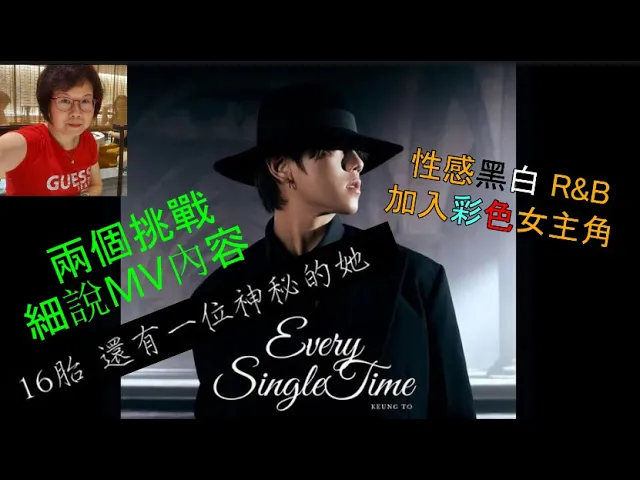 GUESS
性感黑白 R&B
加入彩色女主角
兩個挑戰
細說MV內容
16胎 還有一位神秘的她
Every
Single Time
KEUNG TO